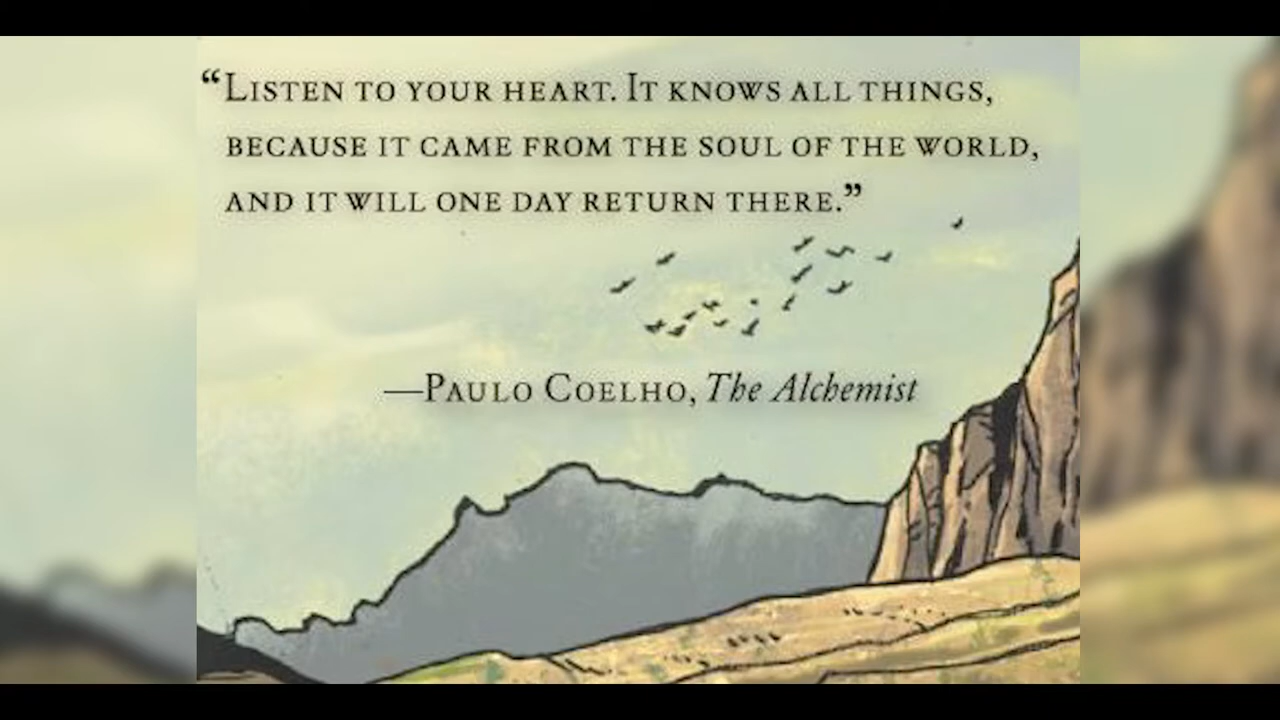 “Listen to your heart. It knows all things,
because it came from the soul of the world,
and it will one day return there.”
—Paulo Coelho, The Alchemist